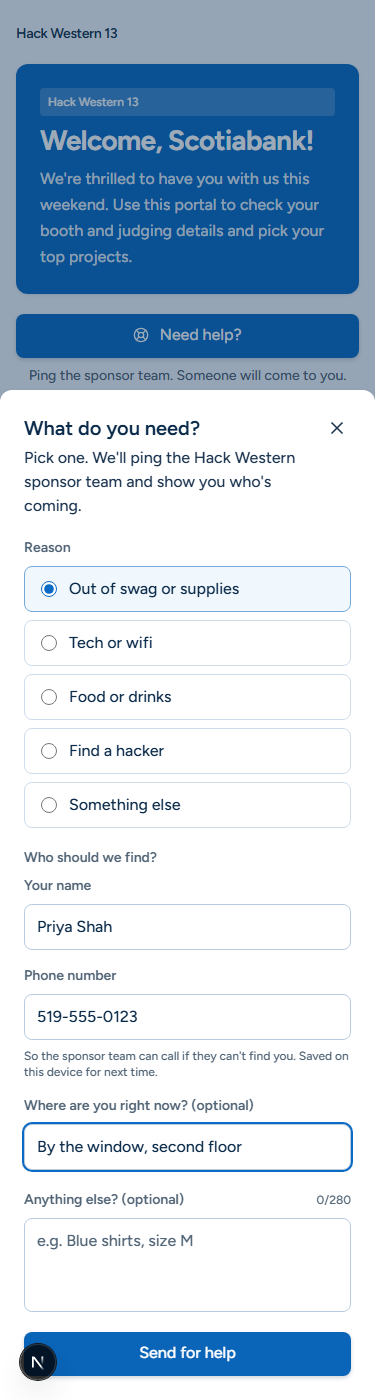 Hack Western 13
Hack Western 13
Welcome, Scotiabank!
We're thrilled to have you with us this
weekend. Use this portal to check your
booth and judging details and pick your
top projects.
Need help?
Ping the sponsor team. Someone will come to you.
What do you need?
Pick one. We'll ping the Hack Western
sponsor team and show you who's
coming.
Reason
Out of swag or supplies
Tech or wifi
Food or drinks
Find a hacker
Something else
Who should we find?
Your name
Priya Shah
Phone number
519-555-0123
So the sponsor team can call if they can't find you. Saved on
this device for next time.
Where are you right now? (optional)
By the window, second floor
Anything else? (optional) 0/280
e.g. Blue shirts, size M
Send for help
N